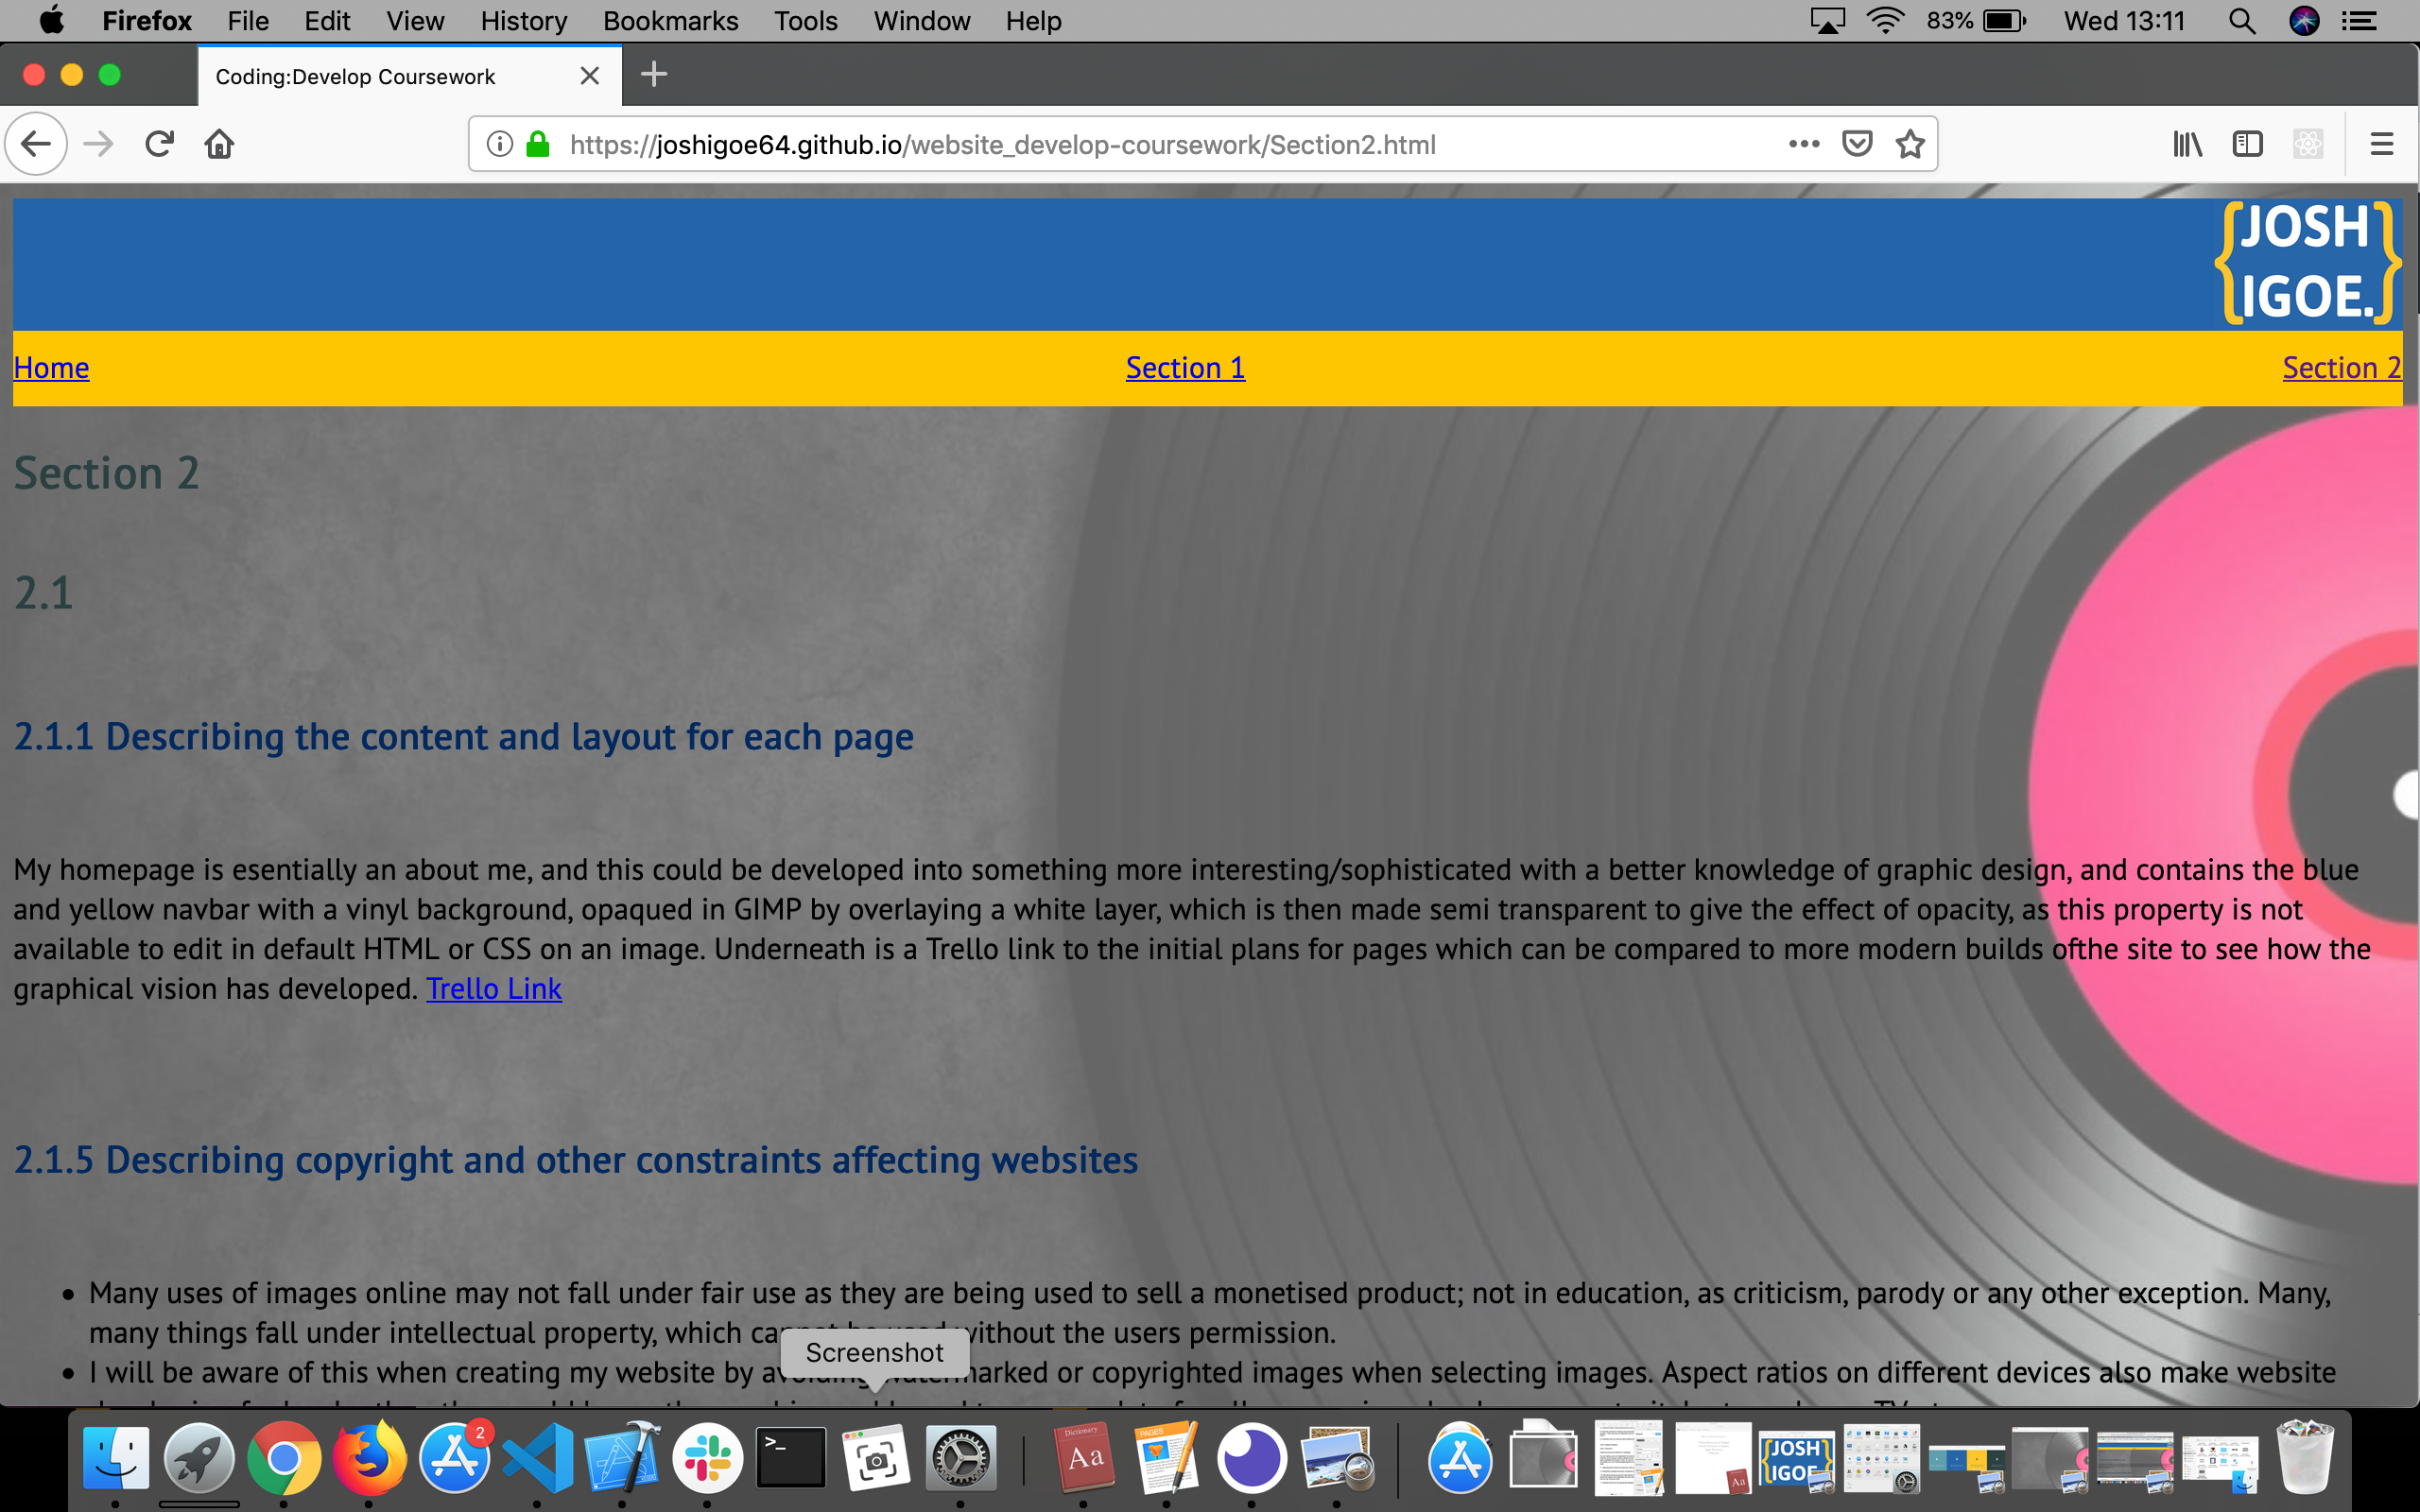 Firefox File Edit View History Bookmarks Tools Window Help 83% Wed 13:11
Coding:Develop Coursework
https://joshigoe64.github.io/website_develop-coursework/Section2.html
{JOSH
IGOE.}
Home Section 1 Section 2
Section 2
2.1
2.1.1 Describing the content and layout for each page
My homepage is esentially an about me, and this could be developed into something more interesting/sophisticated with a better knowledge of graphic design, and contains the blue
and yellow navbar with a vinyl background, opaqued in GIMP by overlaying a white layer, which is then made semi transparent to give the effect of opacity, as this property is not
available to edit in default HTML or CSS on an image. Underneath is a Trello link to the initial plans for pages which can be compared to more modern builds ofthe site to see how the
graphical vision has developed. Trello Link
2.1.5 Describing copyright and other constraints affecting websites
• Many uses of images online may not fall under fair use as they are being used to sell a monetised product; not in education, as criticism, parody or any other exception. Many,
many things fall under intellectual property, which cannot be used without the users permission.
Screenshot
• I will be aware of this when creating my website by avoiding watermarked or copyrighted images when selecting images. Aspect ratios on different devices also make website
2
>_
Dictionary
Aa
PAGES
JOSH
IGOE
Aa